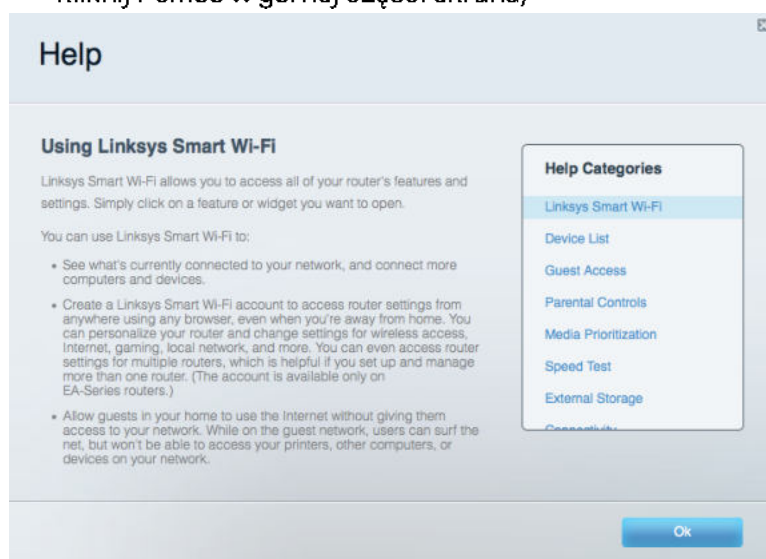 Help
Using Linksys Smart Wi-Fi
Linksys Smart Wi-Fi allows you to access all of your router's features and
settings. Simply click on a feature or widget you want to open.
You can use Linksys Smart Wi-Fi to:
• See what's currently connected to your network, and connect more
computers and devices.
• Create a Linksys Smart Wi-Fi account to access router settings from
anywhere using any browser, even when you're away from home. You
can personalize your router and change settings for wireless access,
Internet, gaming, local network, and more. You can even access router
settings for multiple routers, which is helpful if you set up and manage
more than one router. (The account is available only on
EA-Series routers.)
• Allow guests in your home to use the Internet without giving them
access to your network. While on the guest network, users can surf the
net, but won't be able to access your printers, other computers, or
devices on your network.
Help Categories
Linksys Smart Wi-Fi
Device List
Guest Access
Parental Controls
Media Prioritization
Speed Test
External Storage
Connectivity
Ok